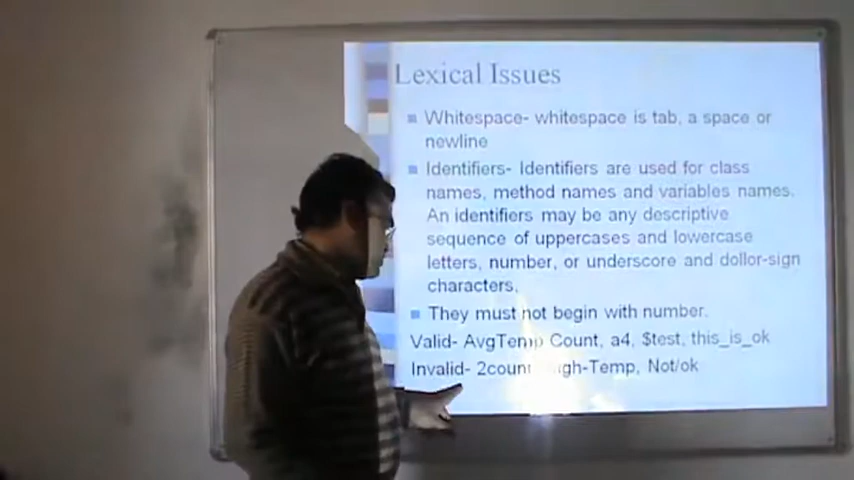 Lexical Issues
Whitespace- whitespace is tab, a space or
newline
Identifiers- Identifiers are used for class
names, method names and variables names.
An identifiers may be any descriptive
sequence of uppercases and lowercase
letters, number, or underscore and dollor-sign
characters.
They must not begin with number.
Valid- AvgTemp Count, a4, $test, this_is_ok
Invalid- 2count Not/ok